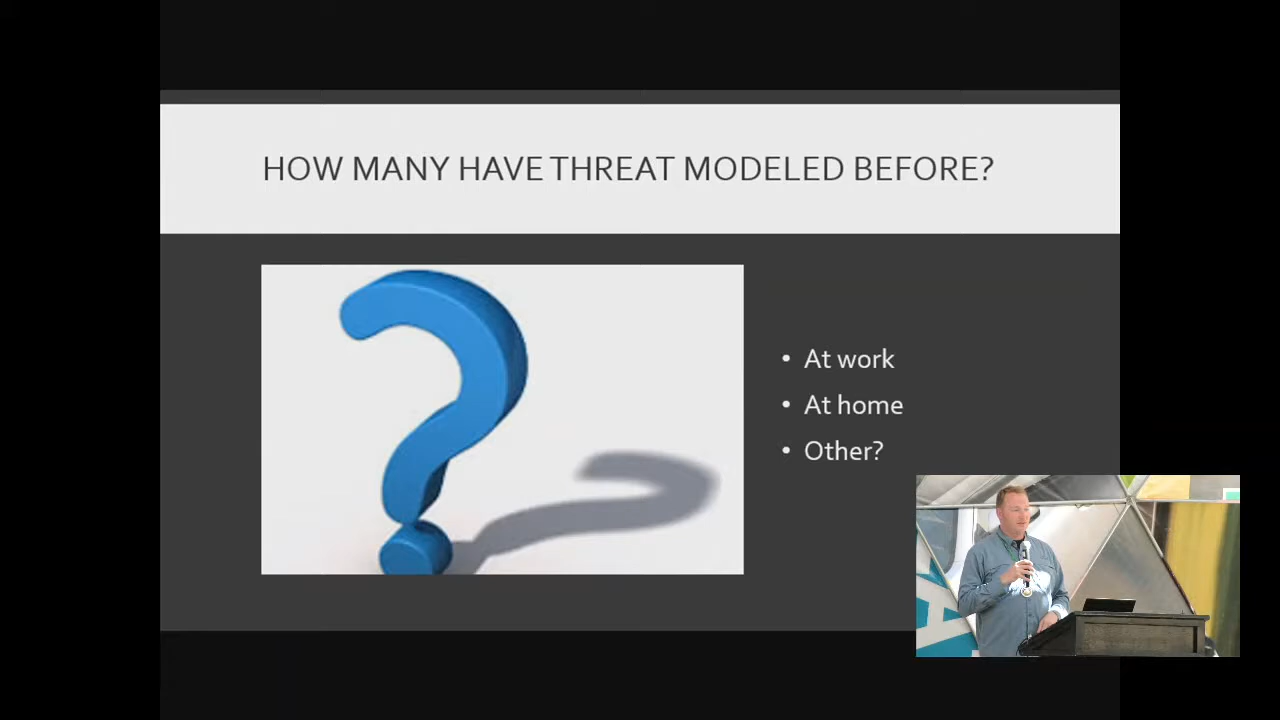 HOW MANY HAVE THREAT MODELED BEFORE?
• At work
• At home
• Other?